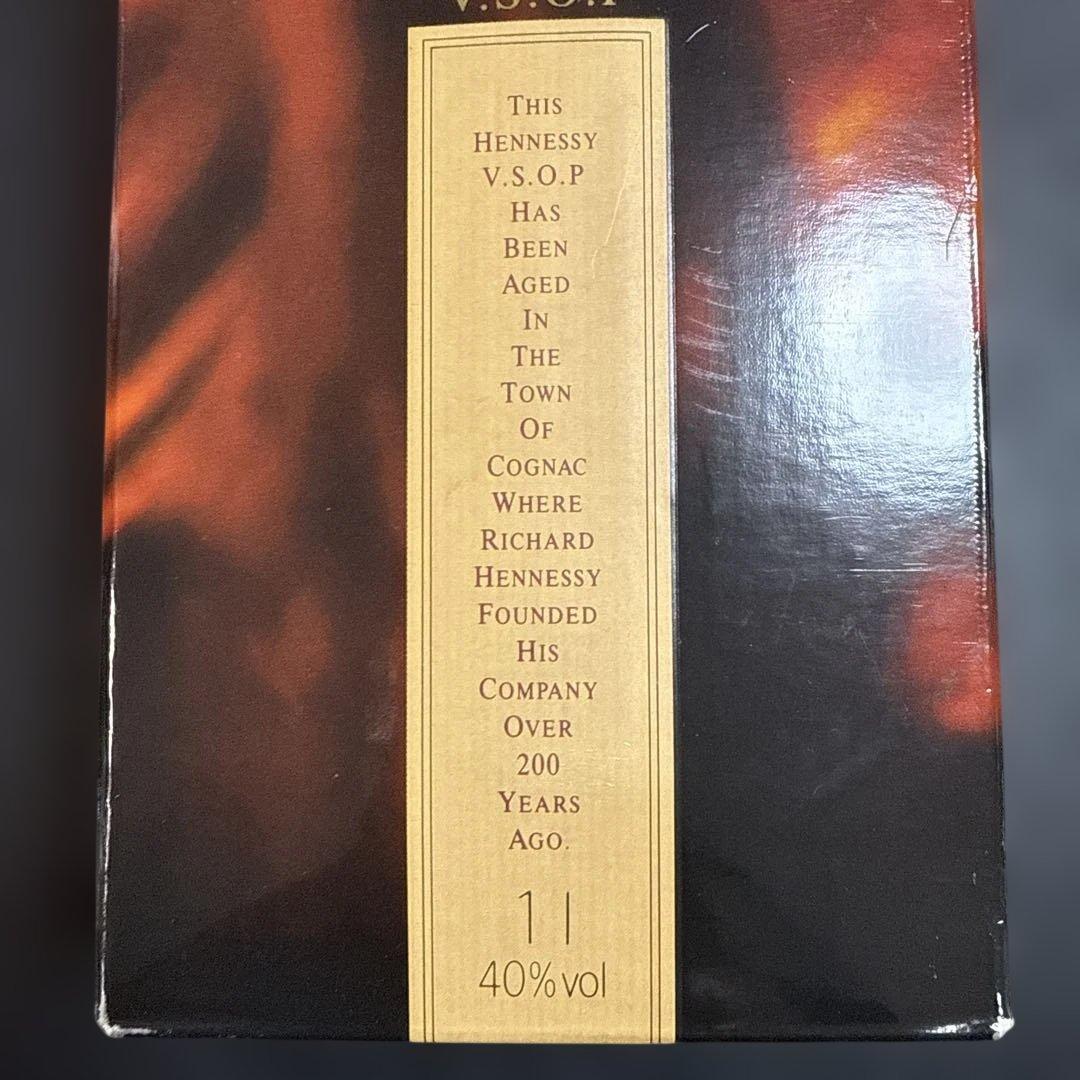 V.S.O.P
THIS
HENNESSY
V.S.O.P
HAS
BEEN
AGED
IN
THE
TOWN
OF
COGNAC
WHERE
RICHARD
HENNESSY
FOUNDED
HIS
COMPANY
OVER
200
YEARS
AGO.
1 l
40% vol